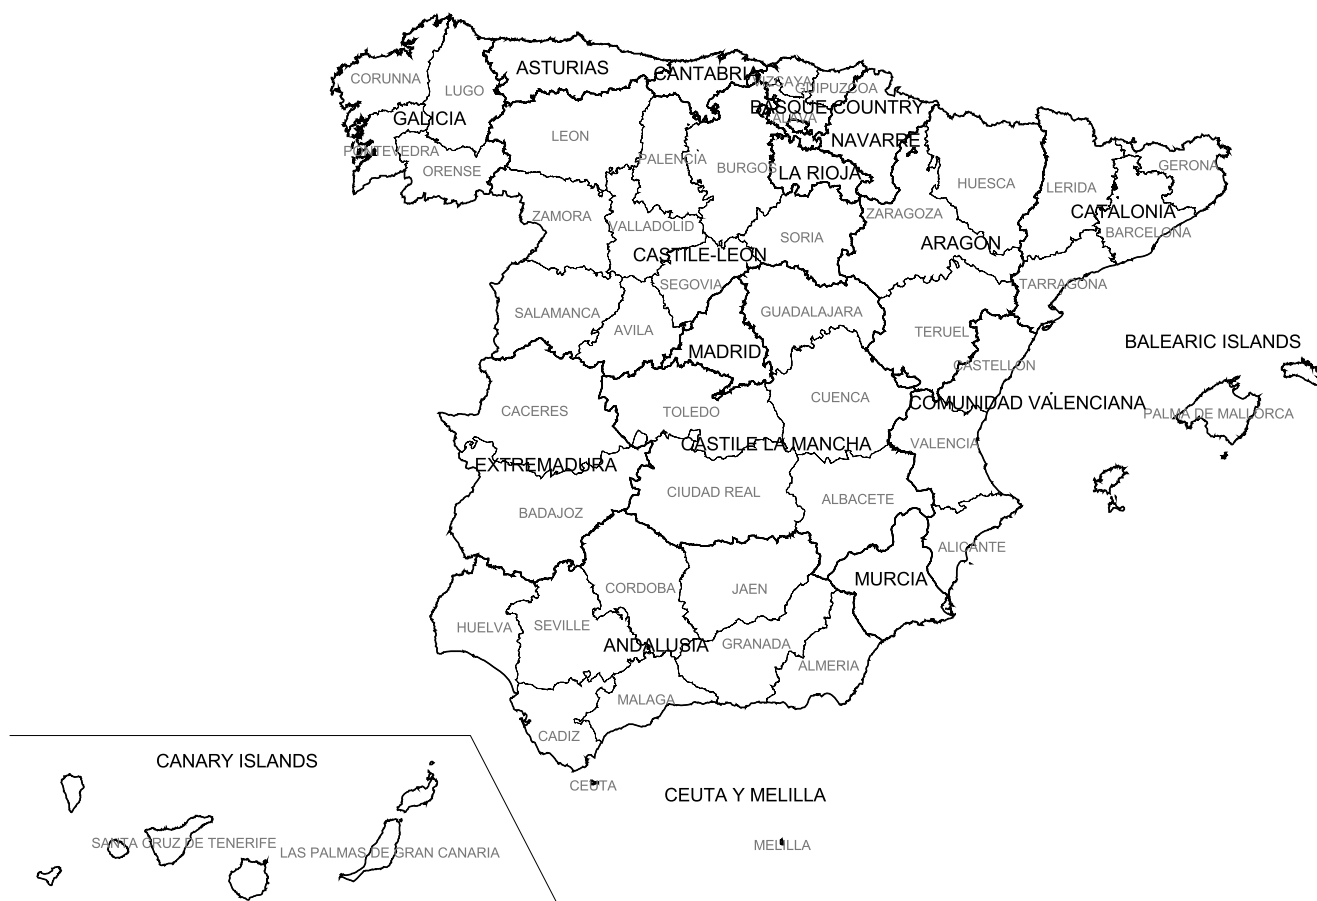 ASTURIAS
CANTABRIA
VIZCAYA
GUIPUZCOA
CORUNNA
LUGO
BASQUE COUNTRY
ALAVA
GALICIA
LEON
NAVARRE
PONTEVEDRA
ORENSE
PALENCIA
BURGOS
LA RIOJA
HUESCA
LERIDA
GERONA
ZAMORA
VALLADOLID
SORIA
ZARAGOZA
ARAGÓN
CATALONIA
BARCELONA
CASTILE-LEÓN
SEGOVIA
SALAMANCA
AVILA
GUADALAJARA
TERUEL
TARRAGONA
MADRID
BALEARIC ISLANDS
CASTELLON
CACERES
TOLEDO
CUENCA
COMUNIDAD VALENCIANA
PALMA DE MALLORCA
CASTILE LA MANCHA
VALENCIA
EXTREMADURA
BADAJOZ
CIUDAD REAL
ALBACETE
ALICANTE
CORDOBA
JAEN
MURCIA
HUELVA
SEVILLE
ANDALUSIA
GRANADA
ALMERIA
MALAGA
CADIZ
CANARY ISLANDS
CEUTA
CEUTA Y MELILLA
SANTA CRUZ DE TENERIFE
LAS PALMAS DE GRAN CANARIA
MELILLA